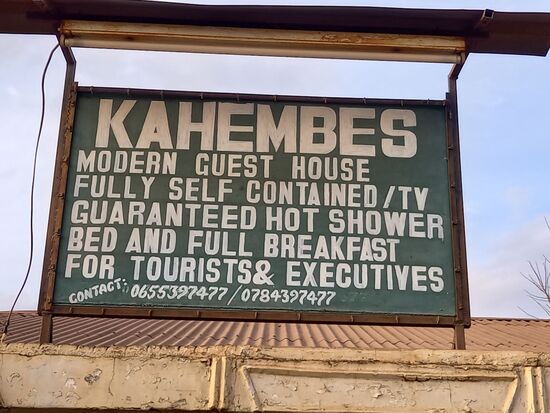 KAHEMBES
MODERN GUEST HOUSE
FULLY SELF CONTAINED/TV
GUARANTEED HOT SHOWER
BED AND FULL BREAKFAST
FOR TOURISTS& EXECUTIVES
CONTACT: 0655397477/0784397477